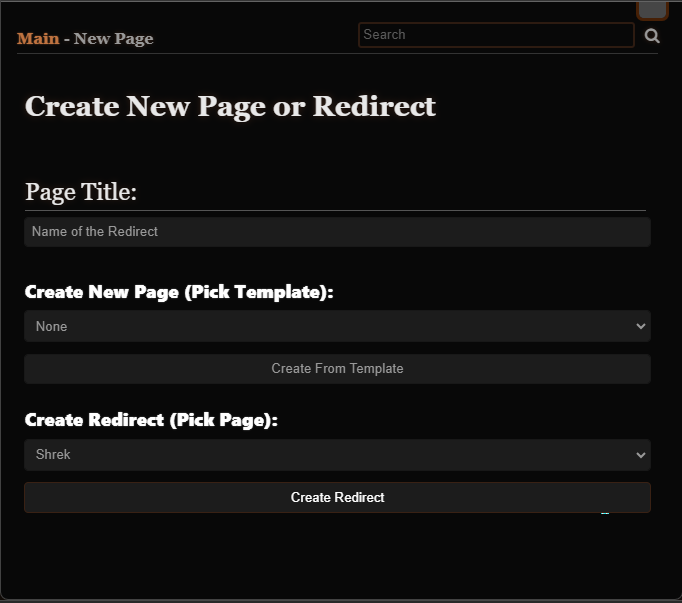 Main - New Page
Search
Create New Page or Redirect
Page Title:
Name of the Redirect
Create New Page (Pick Template):
None
Create From Template
Create Redirect (Pick Page):
Shrek
Create Redirect